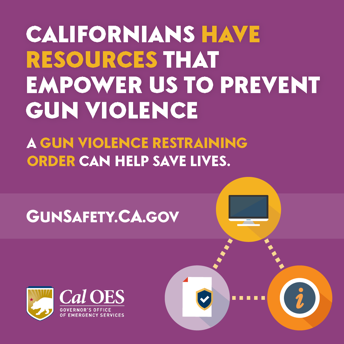 CALIFORNIANS HAVE
RESOURCES THAT
EMPOWER US TO PREVENT
GUN VIOLENCE
A GUN VIOLENCE RESTRAINING
ORDER CAN HELP SAVE LIVES.
GUNSAFETY.CA.GOV
i
Cal OES
GOVERNOR'S OFFICE
OF EMERGENCY SERVICES